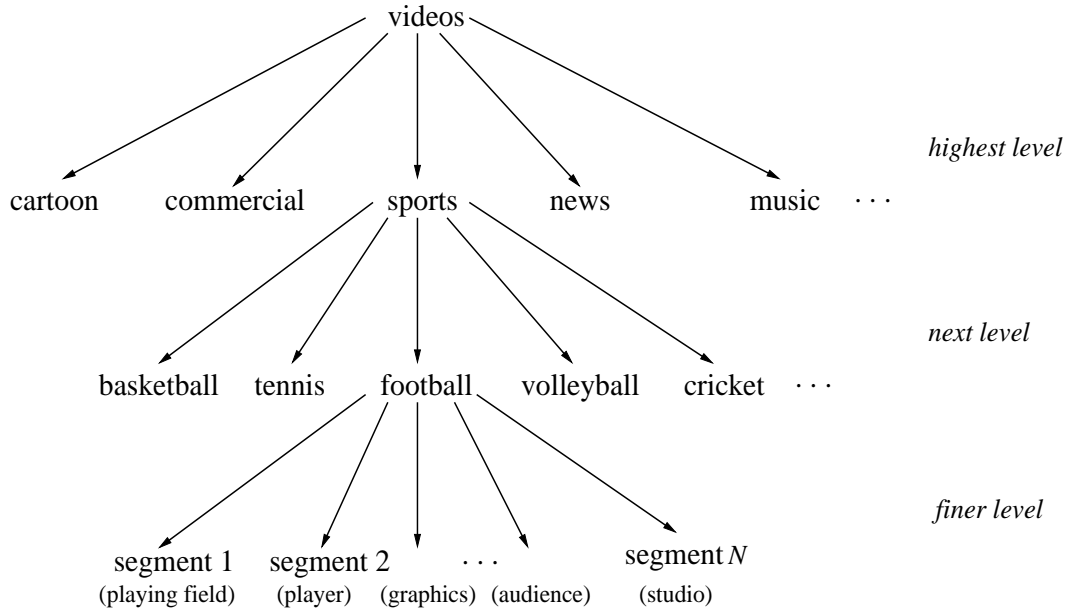 videos
highest level
cartoon commercial sports news music . . .
next level
basketball tennis football volleyball cricket . . .
finer level
segment 1 segment 2 . . . segment N
(playing field) (player) (graphics) (audience) (studio)